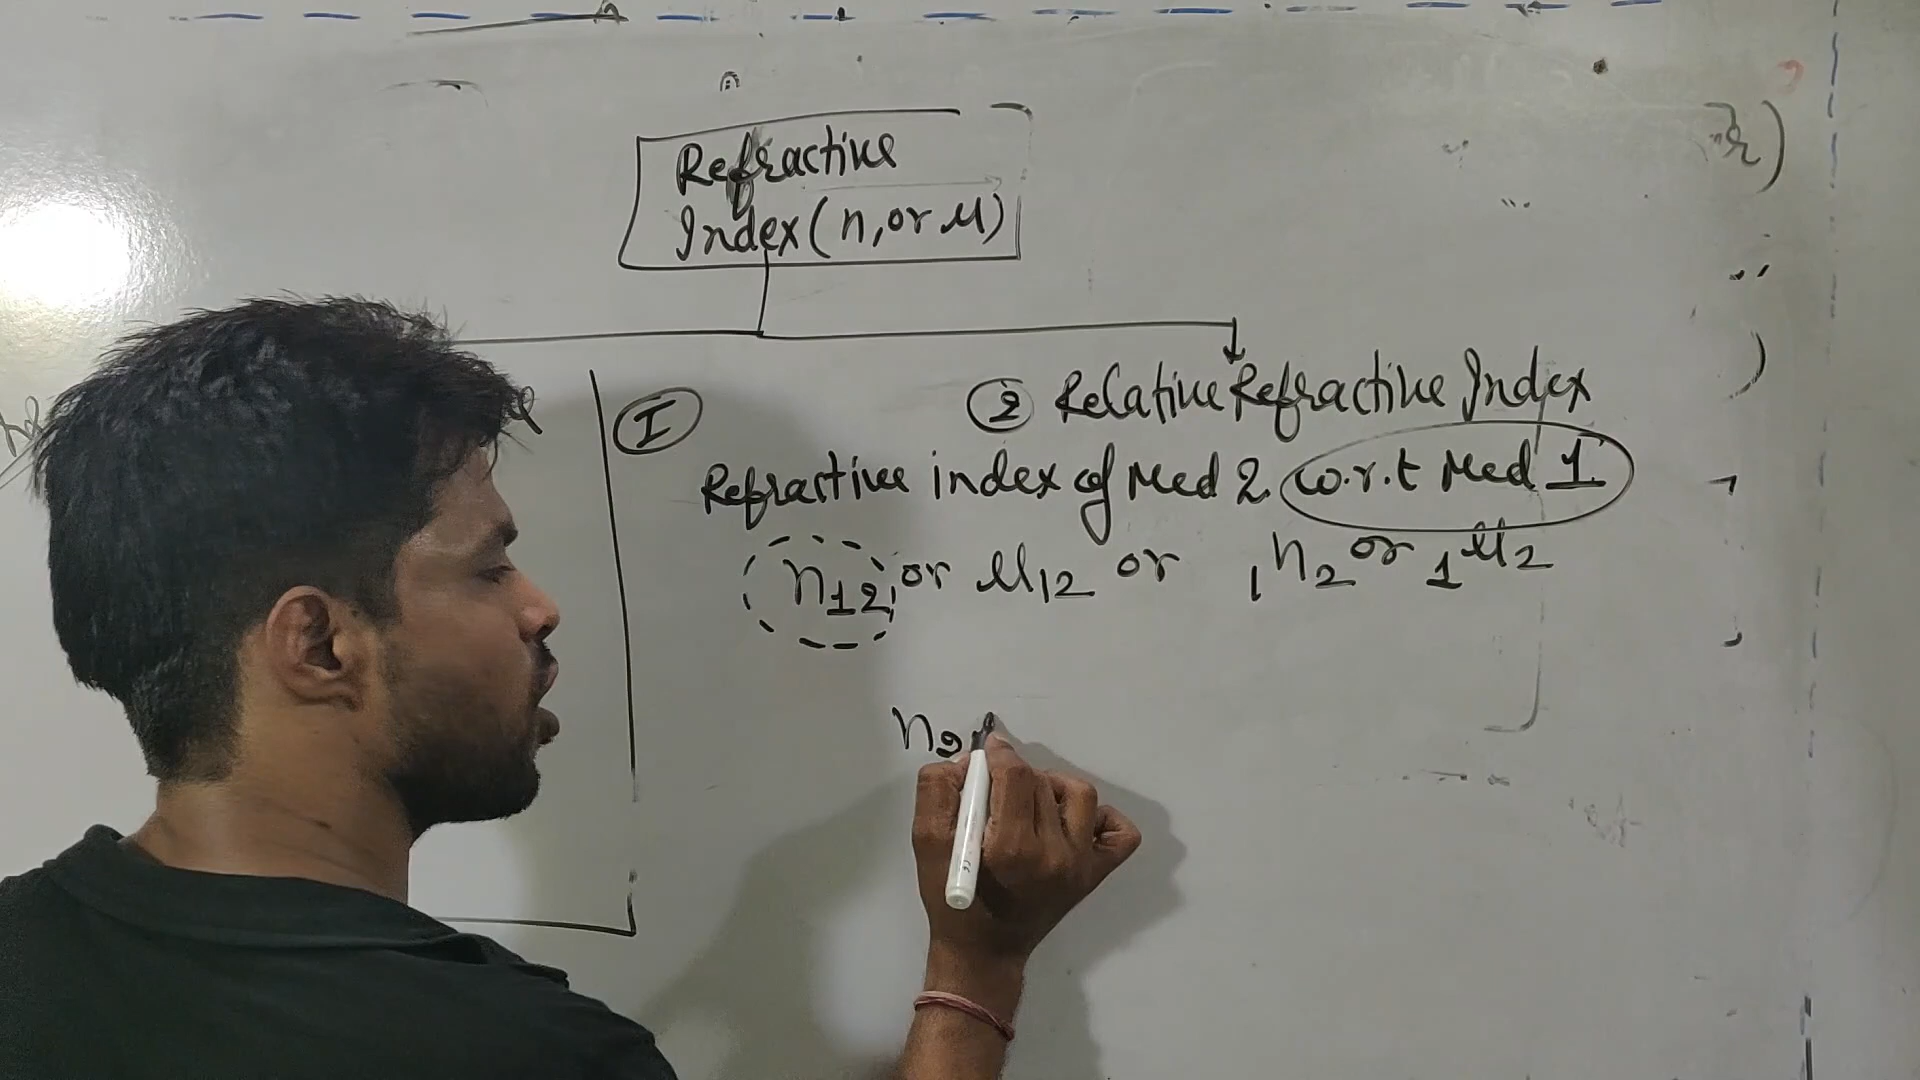 Refractive
Index (n, or μ)
② Relative Refractive Index
I
Refractive index of Med 2 w.r.t Med 1.
n₁₂ or μ₁₂ or ₁n₂ or ₁μ₂
n₂